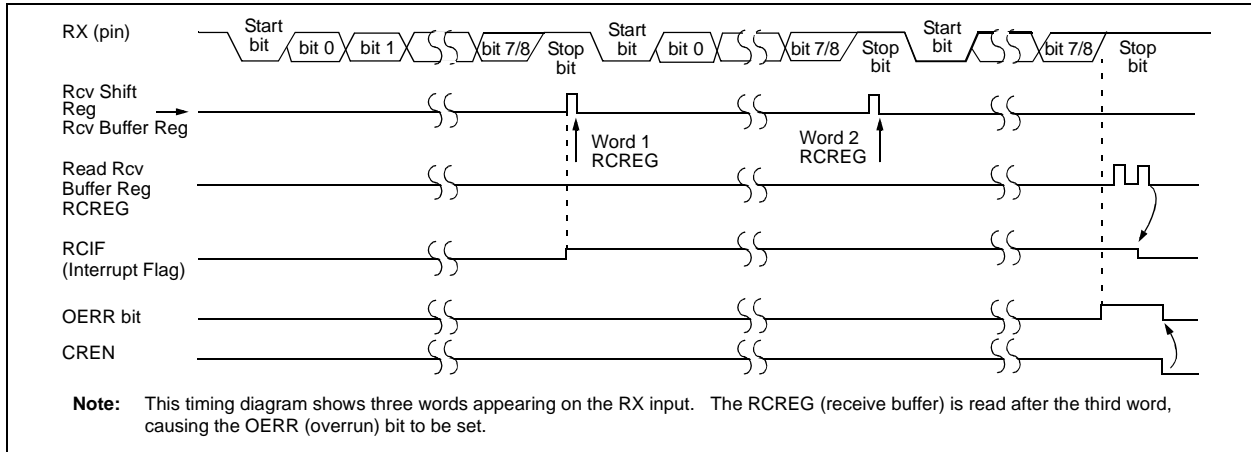 RX (pin)
Start
bit
bit 0
bit 1
bit 7/8
Stop
bit
Start
bit
bit 0
bit 7/8
Stop
bit
Start
bit
bit 7/8
Stop
bit
Rcv Shift
Reg
Rcv Buffer Reg
Word 1
RCREG
Word 2
RCREG
Read Rcv
Buffer Reg
RCREG
RCIF
(Interrupt Flag)
OERR bit
CREN
Note: This timing diagram shows three words appearing on the RX input. The RCREG (receive buffer) is read after the third word,
causing the OERR (overrun) bit to be set.